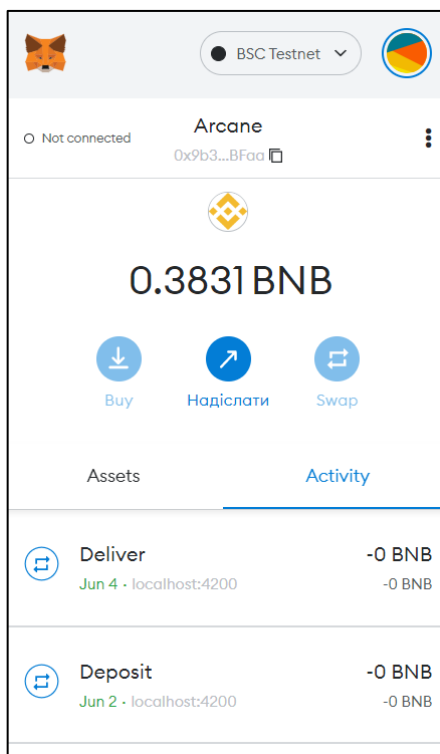 BSC Testnet
Not connected
Arcane
0x9b3...BFaa
0.3831 BNB
Buy
Надіслати
Swap
Assets
Activity
Deliver
-0 BNB
Jun 4 · localhost:4200
-0 BNB
Deposit
-0 BNB
Jun 2 · localhost:4200
-0 BNB